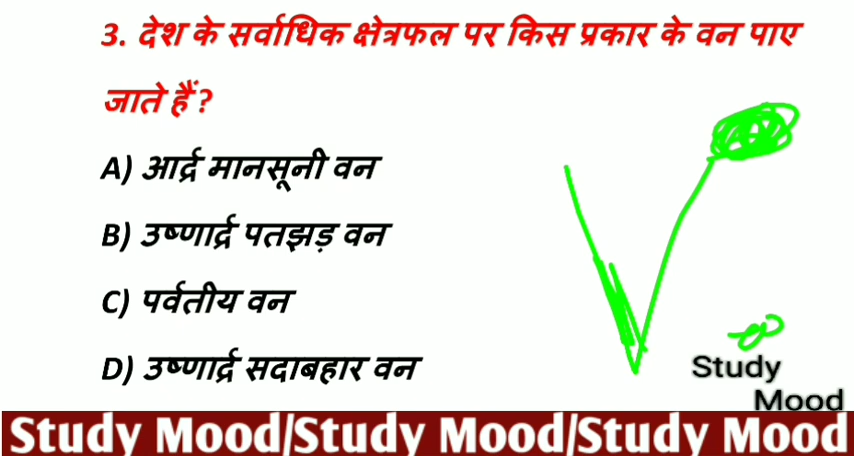 3. देश के सर्वाधिक क्षेत्रफल पर किस प्रकार के वन पाए
जाते हैं?
A) आर्द्र मानसूनी वन
B) उष्णार्द्र पतझड़ वन
C) पर्वतीय वन
D) उष्णार्द्र सदाबहार वन
Study
Mood
Study Mood/Study Mood/Study Mood